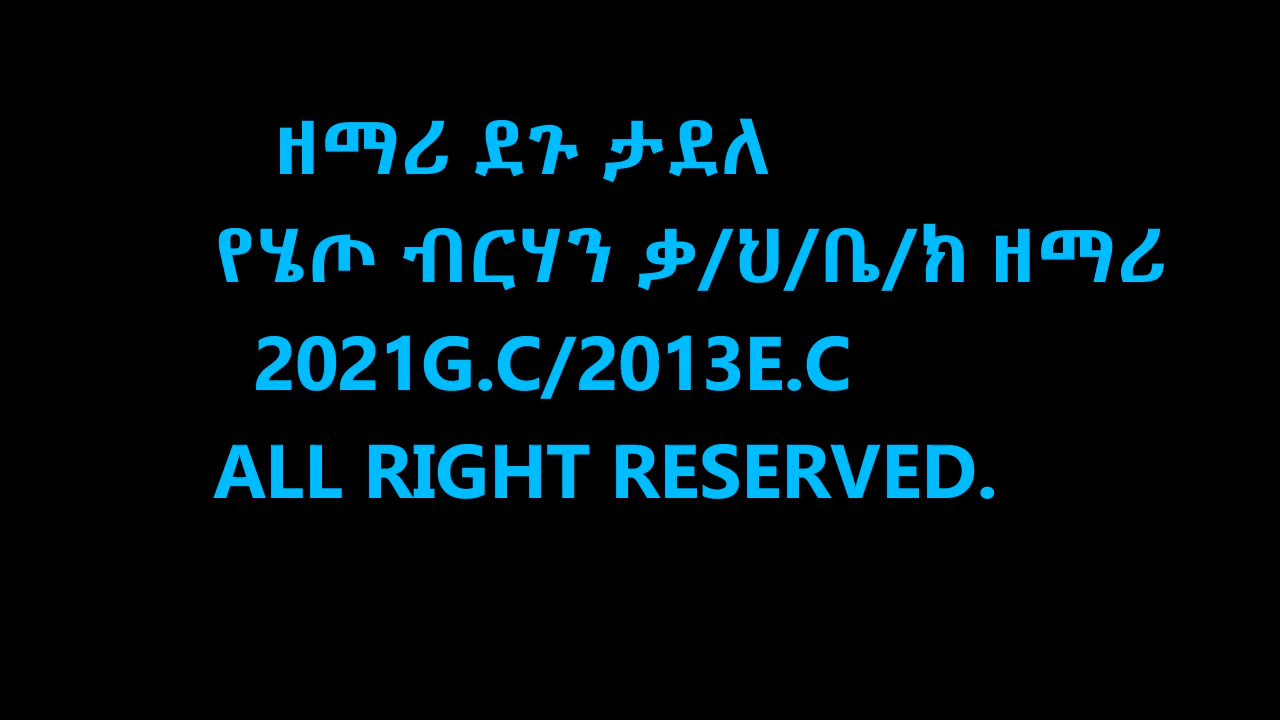 ዘማሪ ደጉ ታደለ
የሄጦ ብርሃን ቃ/ህ/ቤ/ክ ዘማሪ
2021G.C/2013E.C
ALL RIGHT RESERVED.